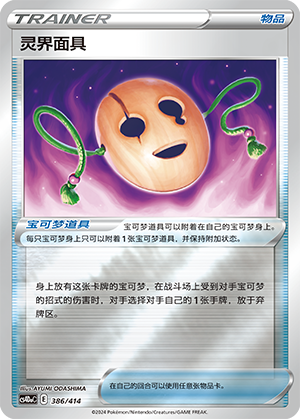 TRAINER 物品
灵界面具
宝可梦道具 宝可梦道具可以附着在自己的宝可梦身上。
每只宝可梦身上只可以附着1张宝可梦道具，并保持附加状态。
身上放有这张卡牌的宝可梦，在战斗场上受到对手宝可梦
的招式的伤害时，对手选择对手自己的1张手牌，放于弃
牌区。
Illus. AYUMI ODASHIMA
386/414
在自己的回合可以使用任意张物品卡。
©2024 Pokémon/Nintendo/Creatures/GAME FREAK.